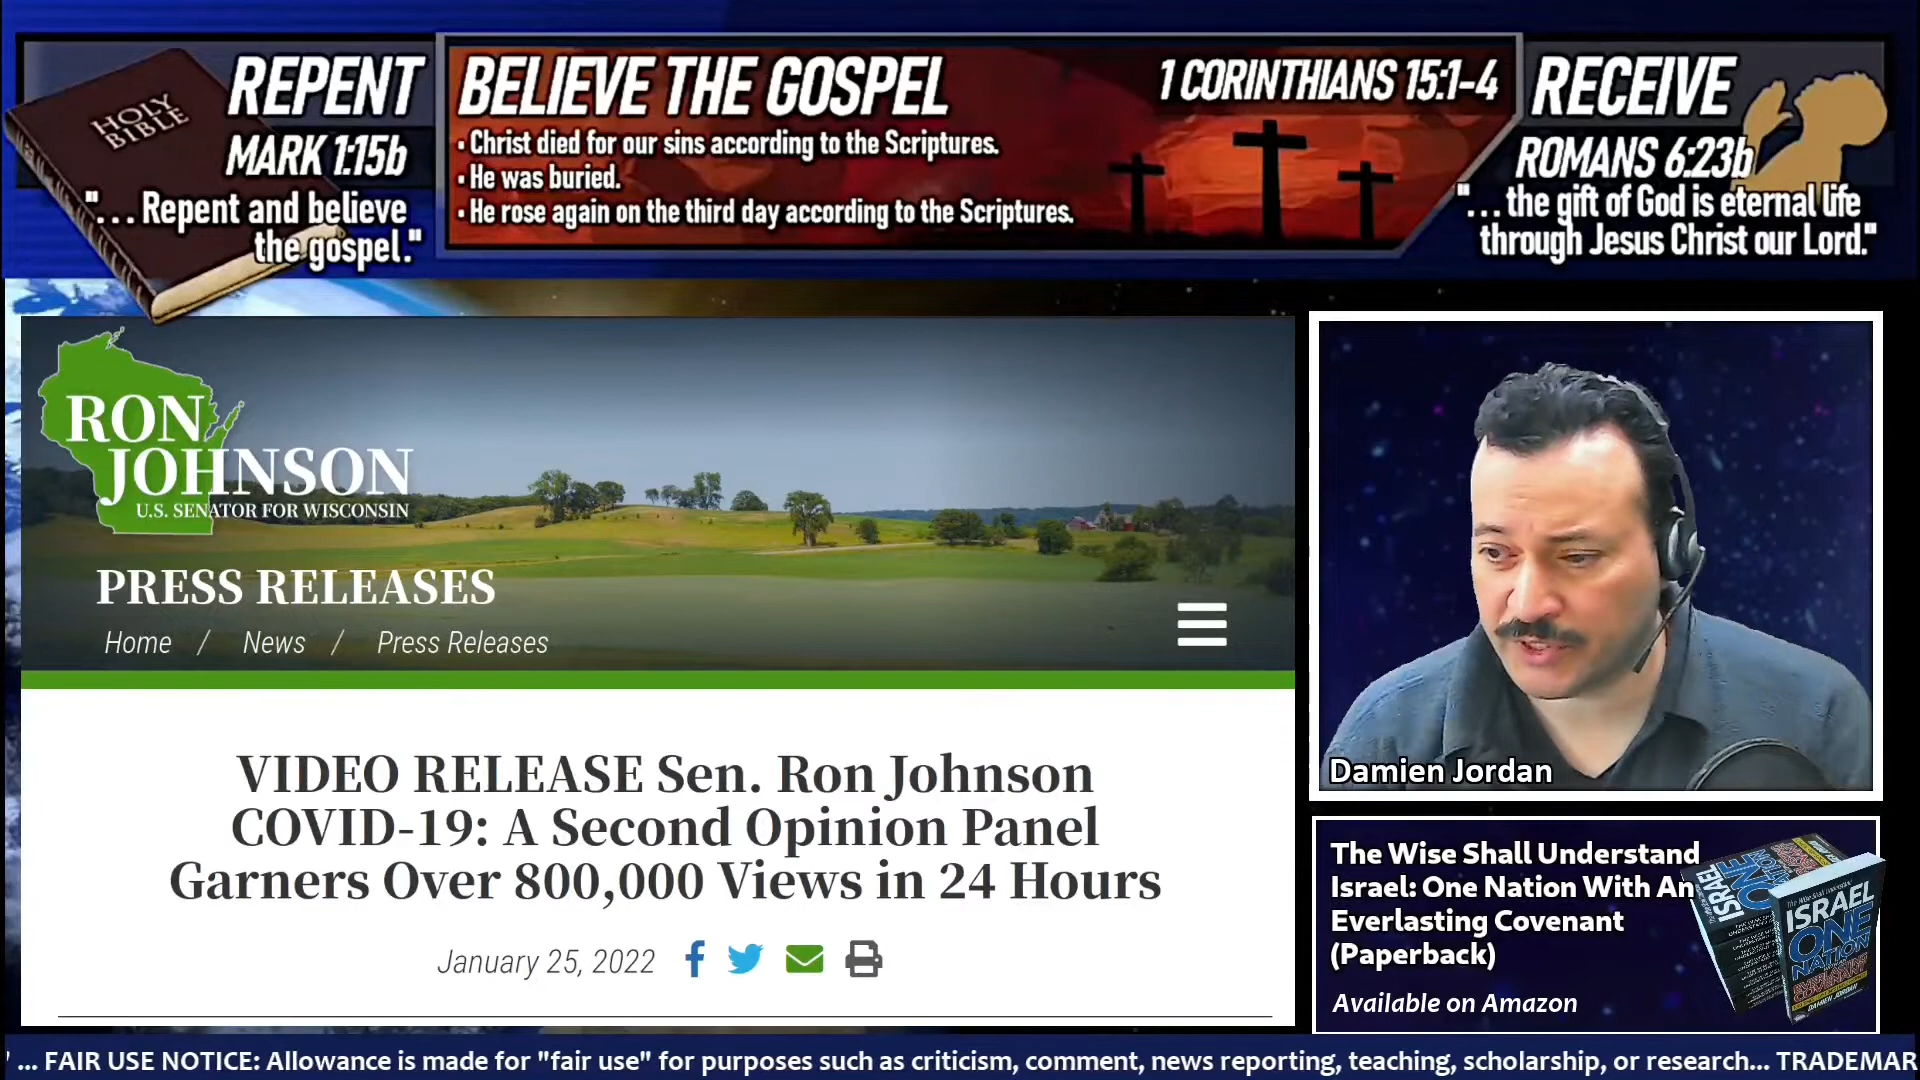 HOLY
BIBLE
REPENT
MARK 1:15b
"... Repent and believe
the gospel."
BELIEVE THE GOSPEL
1 CORINTHIANS 15:1-4
· Christ died for our sins according to the Scriptures.
· He was buried.
· He rose again on the third day according to the Scriptures.
RECEIVE
ROMANS 6:23b
"... the gift of God is eternal life
through Jesus Christ our Lord."
RON
JOHNSON
U.S. SENATOR FOR WISCONSIN
PRESS RELEASES
Home / News / Press Releases
VIDEO RELEASE Sen. Ron Johnson
COVID-19: A Second Opinion Panel
Garners Over 800,000 Views in 24 Hours
January 25, 2022
Damien Jordan
The Wise Shall Understand
Israel: One Nation With An
Everlasting Covenant
(Paperback)
Available on Amazon
ISRAEL
ONE
NATION
DAMIEN JORDAN
... FAIR USE NOTICE: Allowance is made for "fair use" for purposes such as criticism, comment, news reporting, teaching, scholarship, or research... TRADEMAR